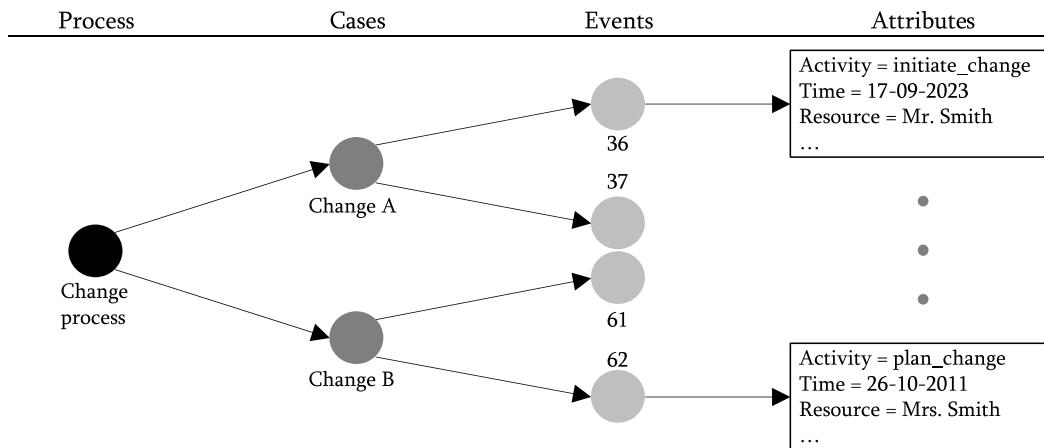 Process Cases Events Attributes
Activity = initiate_change
Time = 17-09-2023
Resource = Mr. Smith
...
36
37
Change A
Change
process
61
62
Change B
Activity = plan_change
Time = 26-10-2011
Resource = Mrs. Smith
...